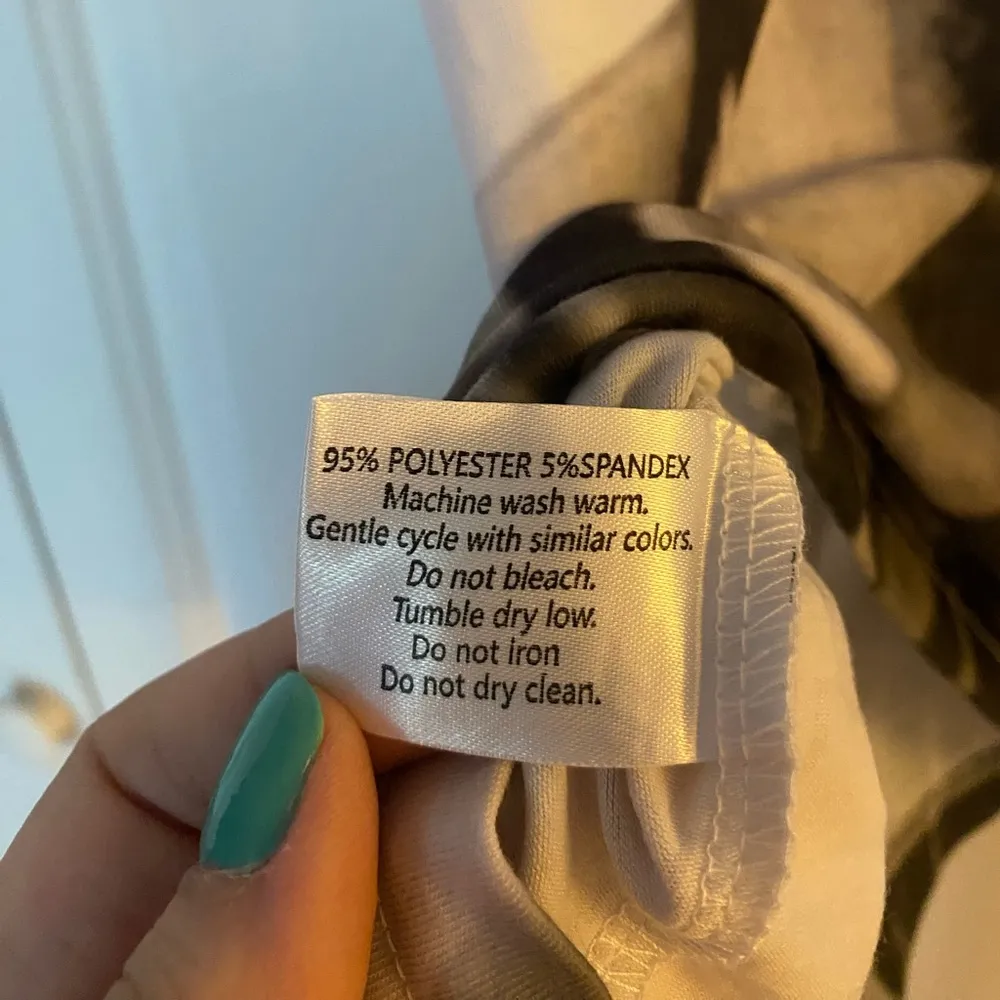 95% POLYESTER 5%SPANDEX
Machine wash warm.
Gentle cycle with similar colors.
Do not bleach.
Tumble dry low.
Do not iron
Do not dry clean.